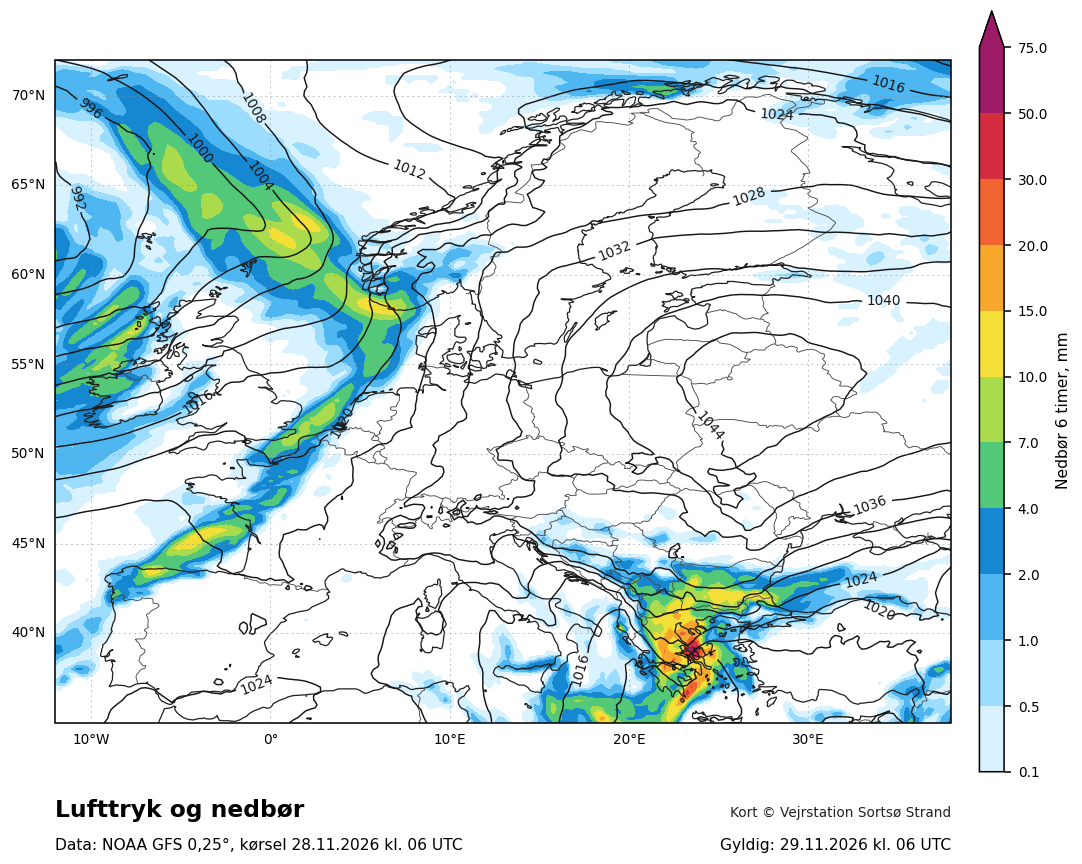 75.0
50.0
30.0
20.0
15.0
10.0
7.0
4.0
2.0
1.0
0.5
0.1
Nedbør 6 timer, mm
70°N
65°N
60°N
55°N
50°N
45°N
40°N
10°W
0°
10°E
20°E
30°E
996
1008
1000
1004
992
1012
1016
1024
1028
1032
1040
1016
1020
1044
1036
1024
1020
1016
1024
Lufttryk og nedbør
Kort © Vejrstation Sortsø Strand
Data: NOAA GFS 0,25°, kørsel 28.11.2026 kl. 06 UTC
Gyldig: 29.11.2026 kl. 06 UTC